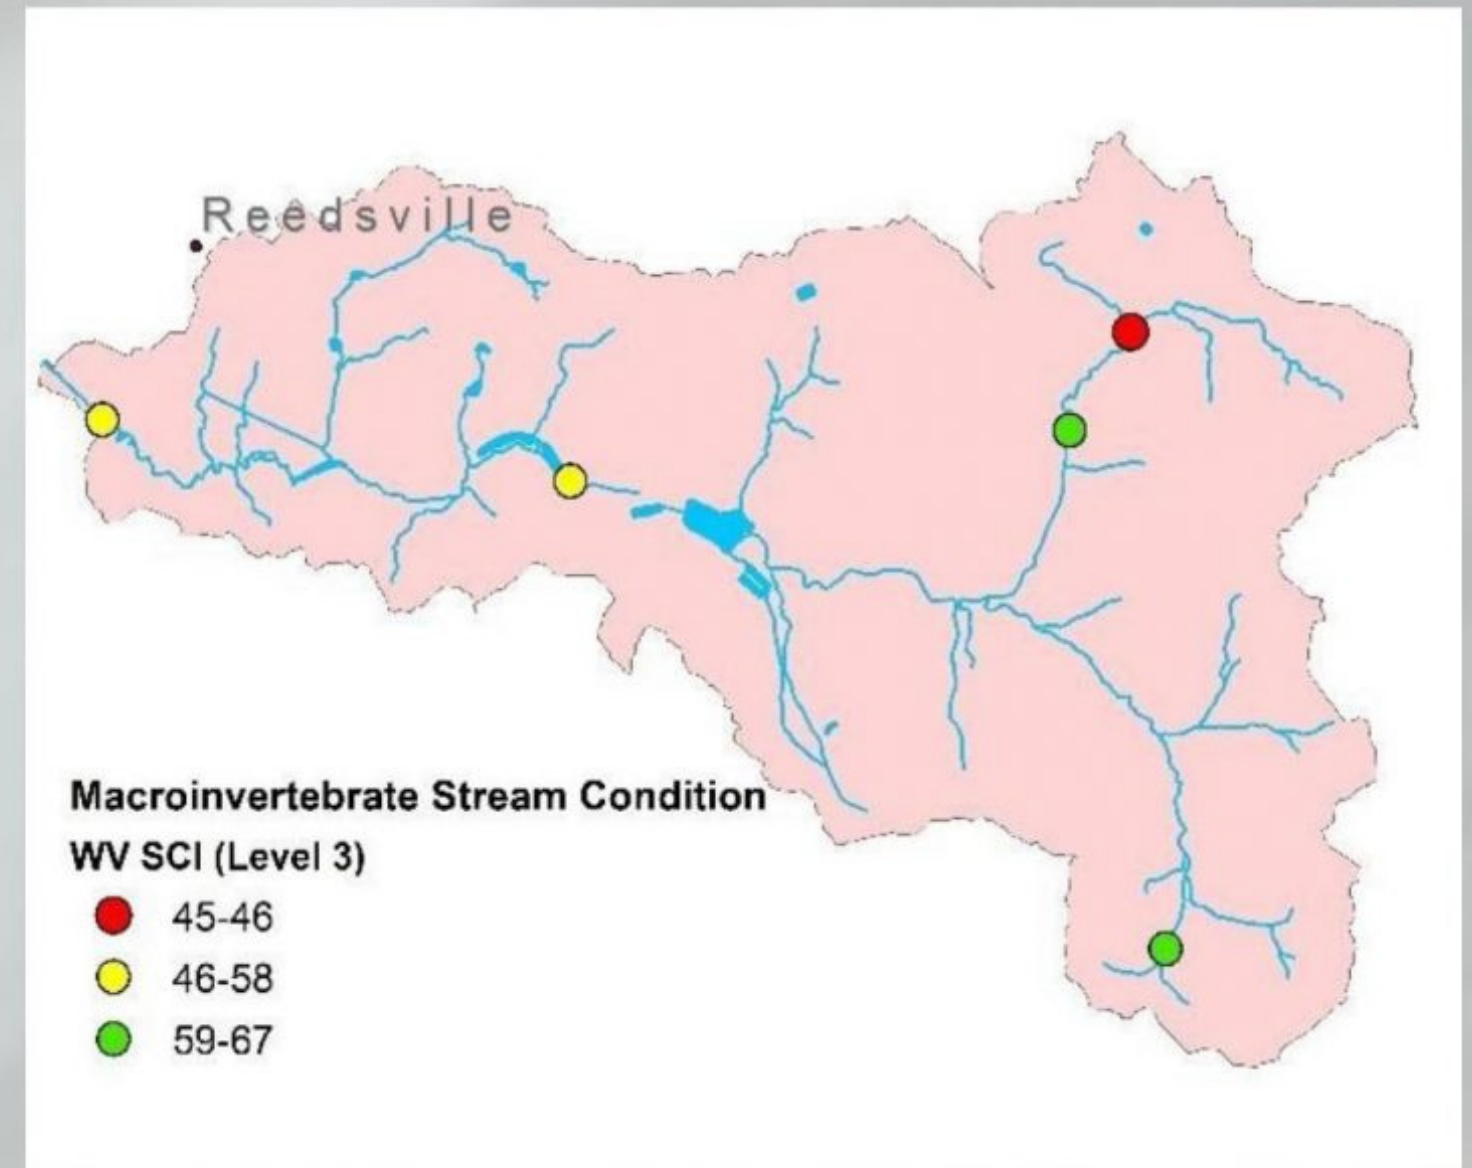 Reedsville
Macroinvertebrate Stream Condition
WV SCI (Level 3)
45-46
46-58
59-67